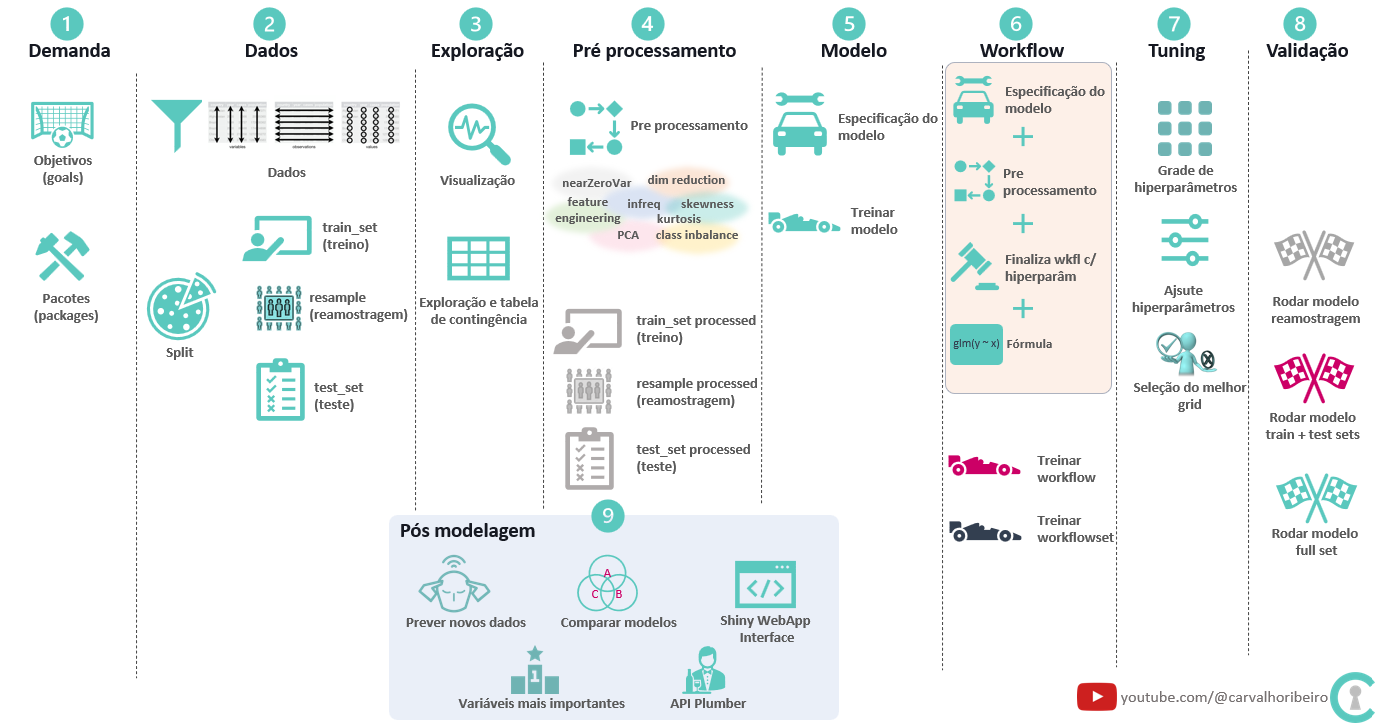 1
Demanda
Objetivos
(goals)
Pacotes
(packages)
2
Dados
variables
observations
values
Dados
train_set
(treino)
resample
(reamostragem)
Split
test_set
(teste)
3
Exploração
Visualização
Exploração e tabela
de contingência
4
Pré processamento
Pre processamento
nearZeroVar
dim reduction
feature
engineering
infreq
skewness
kurtosis
PCA
class inbalance
train_set processed
(treino)
resample processed
(reamostragem)
test_set processed
(teste)
5
Modelo
Especificação do
modelo
Treinar
modelo
6
Workflow
Especificação do
modelo
+
Pre
processamento
+
Finaliza wkfl c/
hiperparâm
+
glm(y ~ x)
Fórmula
Treinar
workflow
Treinar
workflowset
7
Tuning
Grade de
hiperparâmetros
Ajsute
hiperparâmetros
Seleção do melhor
grid
8
Validação
Rodar modelo
reamostragem
Rodar modelo
train + test sets
Rodar modelo
full set
9
Pós modelagem
Prever novos dados
A
C
B
Comparar modelos
</>
Shiny WebApp
Interface
1
Variáveis mais importantes
API Plumber
youtube.com/@carvalhoribeiro